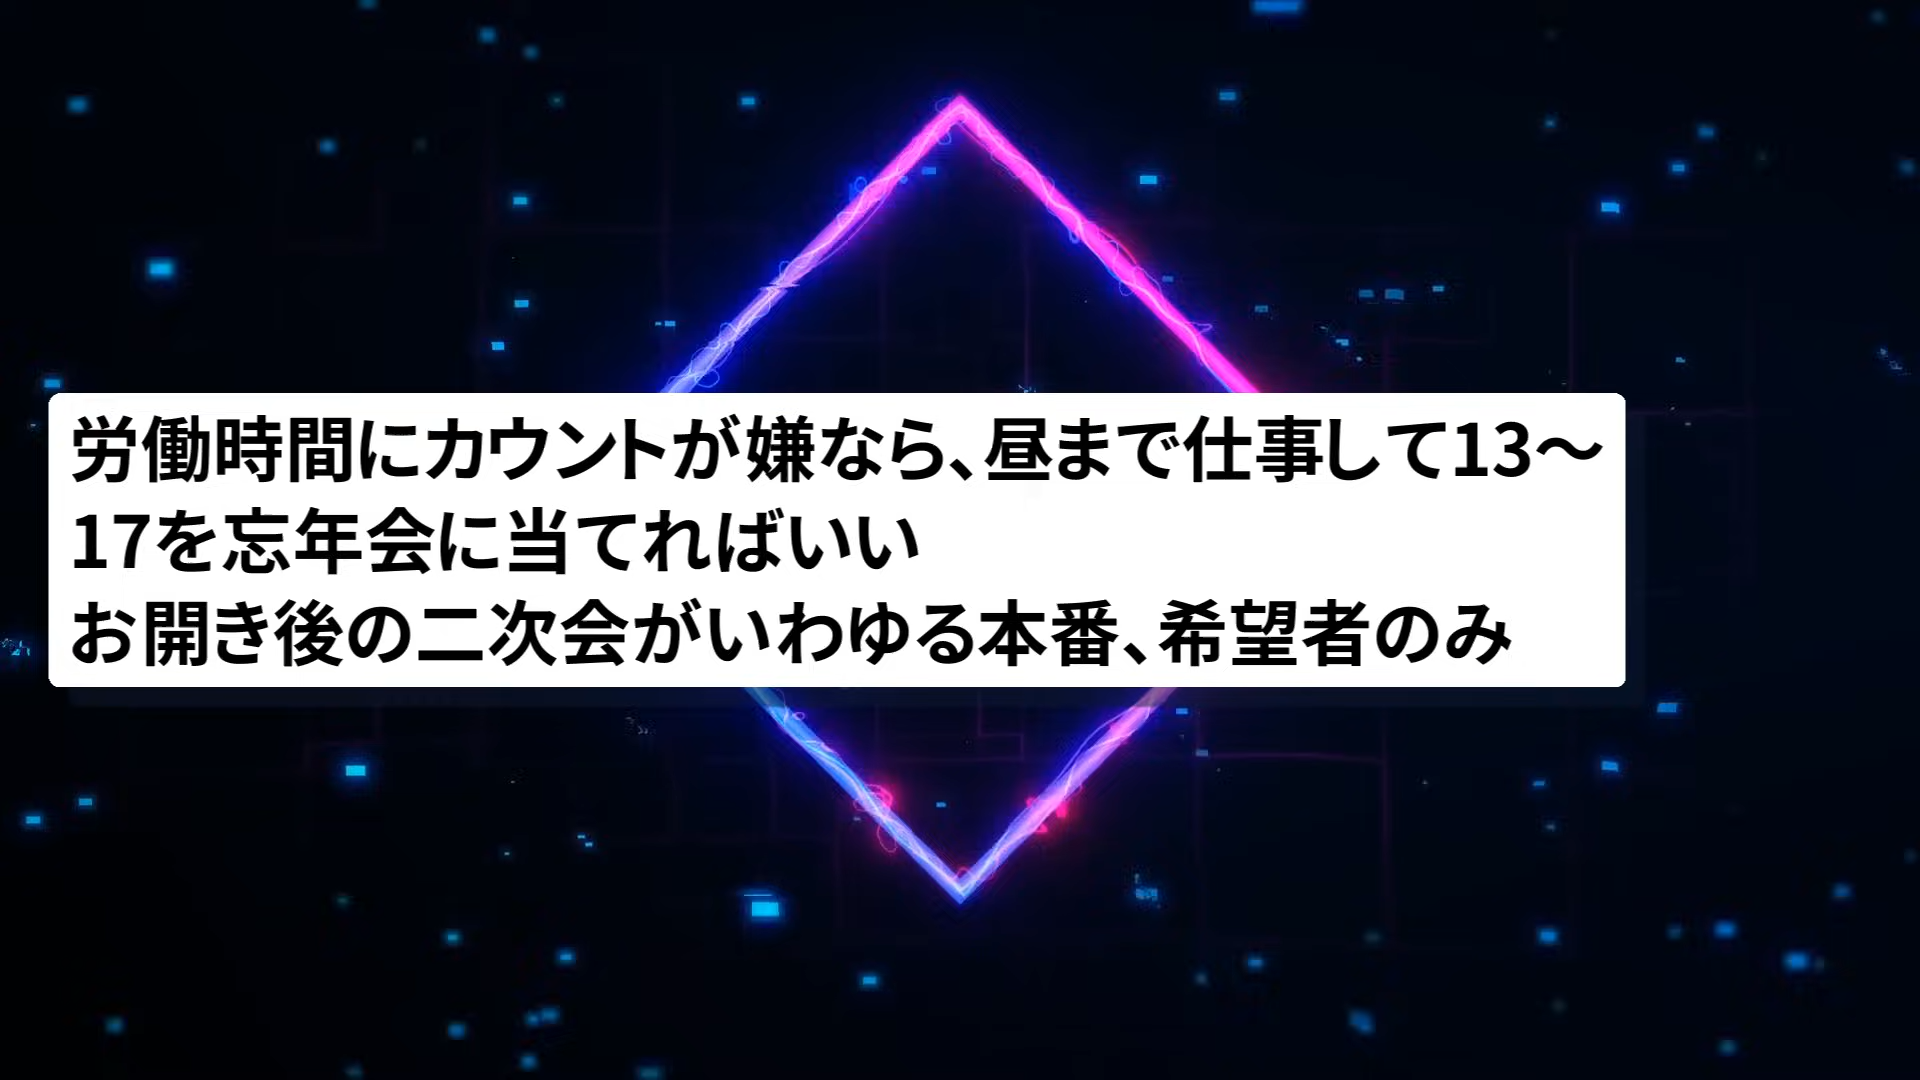 労働時間にカウントが嫌なら、昼まで仕事して13〜
17を忘年会に当てればいい
お開き後の二次会がいわゆる本番、希望者のみ